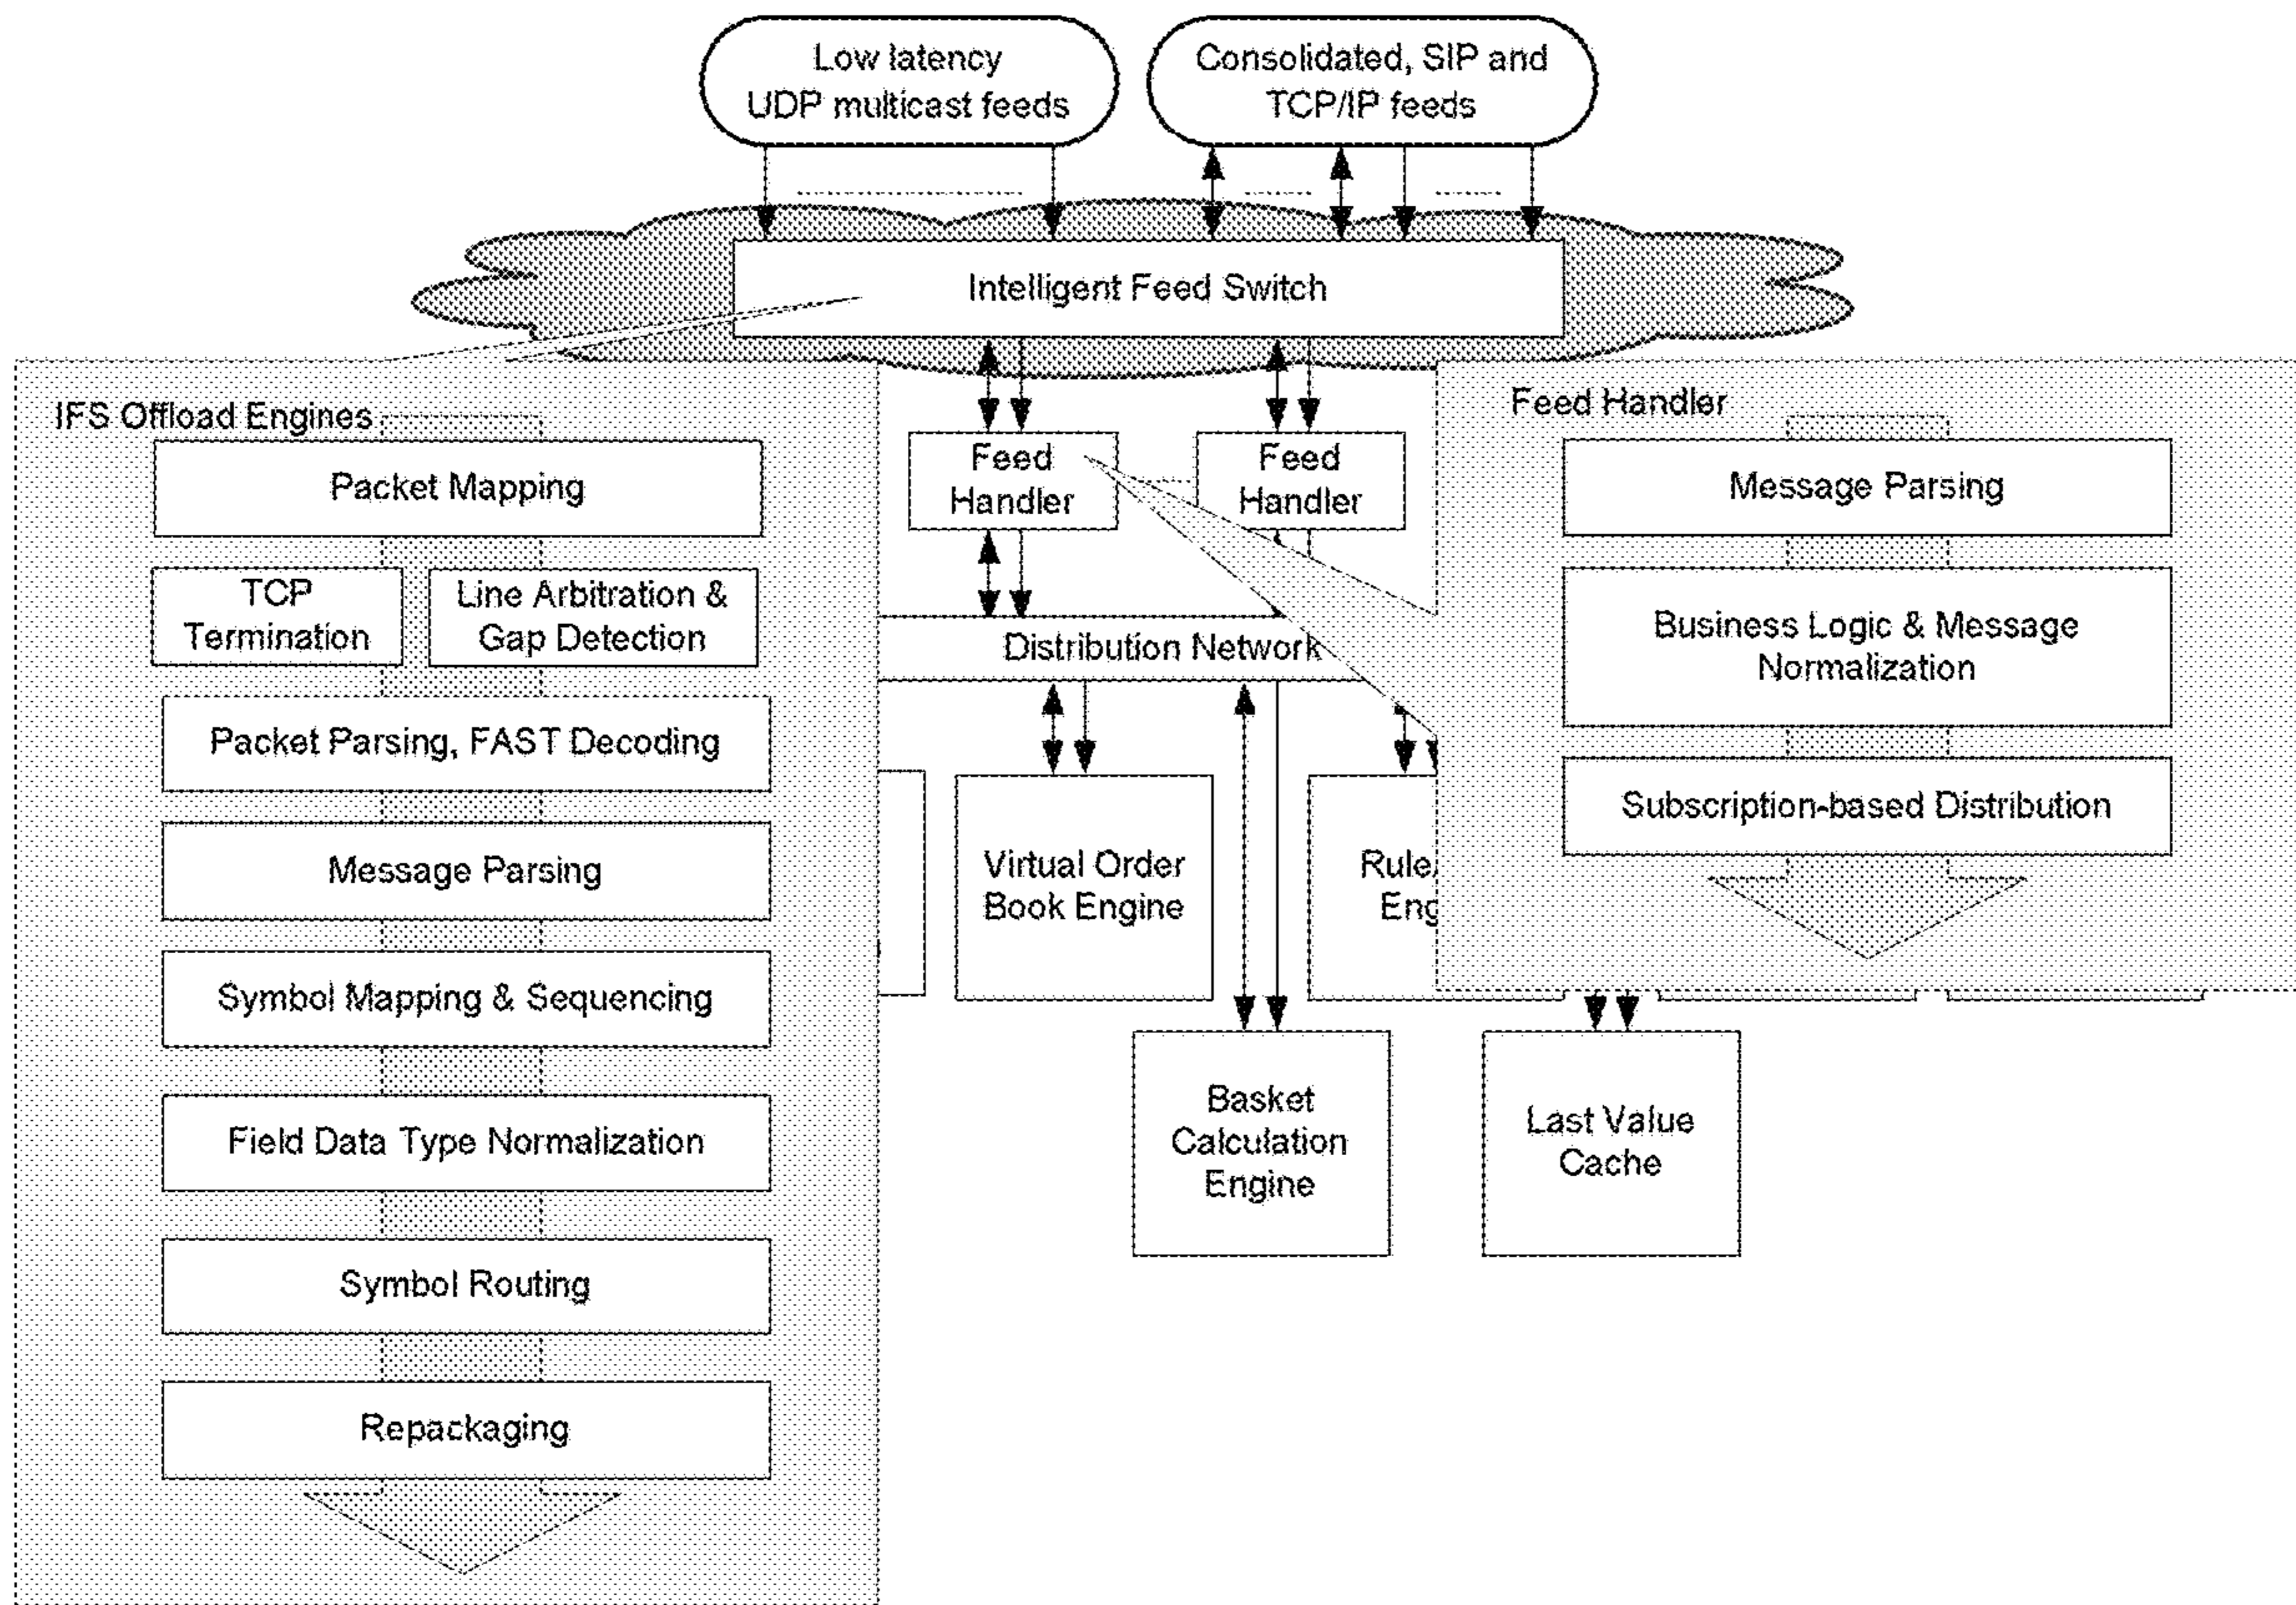 Low latency
UDP multicast feeds
Consolidated, SIP and
TCP/IP feeds
Intelligent Feed Switch
IFS Offload Engines
Packet Mapping
TCP
Termination
Line Arbitration &
Gap Detection
Packet Parsing, FAST Decoding
Message Parsing
Symbol Mapping & Sequencing
Field Data Type Normalization
Symbol Routing
Repackaging
Feed
Handler
Feed
Handler
Distribution Network
Virtual Order
Book Engine
Rule
Eng
Basket
Calculation
Engine
Last Value
Cache
Feed Handler
Message Parsing
Business Logic & Message
Normalization
Subscription-based Distribution